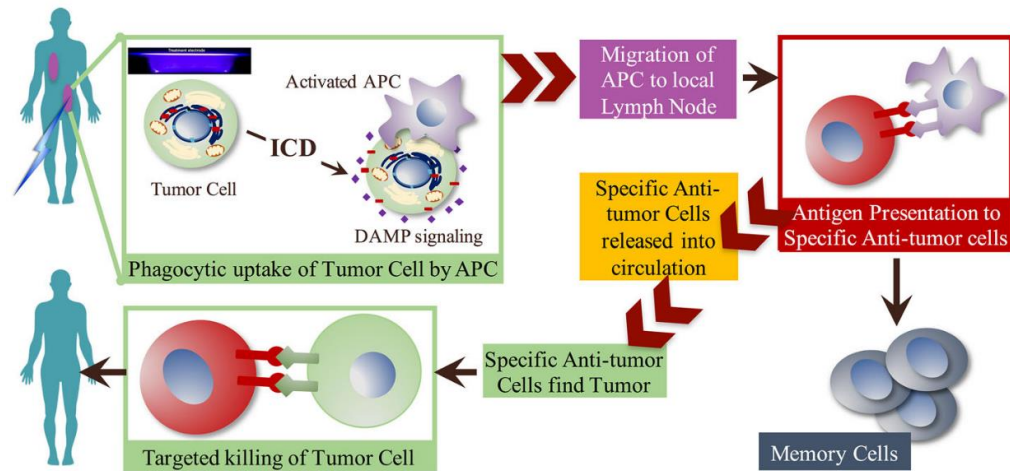 Treatment electrode
Activated APC
ICD
Tumor Cell
DAMP signaling
Phagocytic uptake of Tumor Cell by APC
Migration of
APC to local
Lymph Node
Antigen Presentation to
Specific Anti-tumor cells
Specific Anti-
tumor Cells
released into
circulation
Specific Anti-tumor
Cells find Tumor
Targeted killing of Tumor Cell
Memory Cells